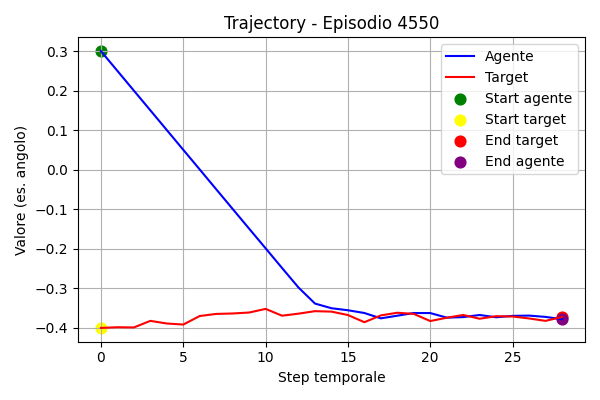 Trajectory - Episodio 4550
Agente
Target
Start agente
Start target
End target
End agente
Valore (es. angolo)
0.3
0.2
0.1
0.0
−0.1
−0.2
−0.3
−0.4
0 5 10 15 20 25
Step temporale